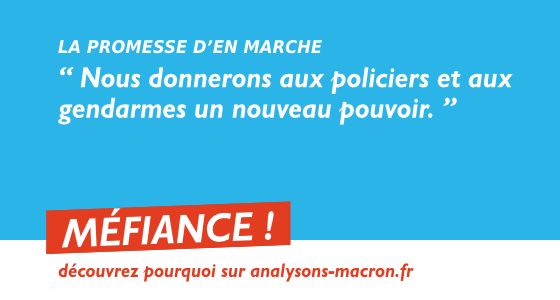 LA PROMESSE D’EN MARCHE
“ Nous donnerons aux policiers et aux
gendarmes un nouveau pouvoir. ”
MÉFIANCE !
découvrez pourquoi sur analysons-macron.fr